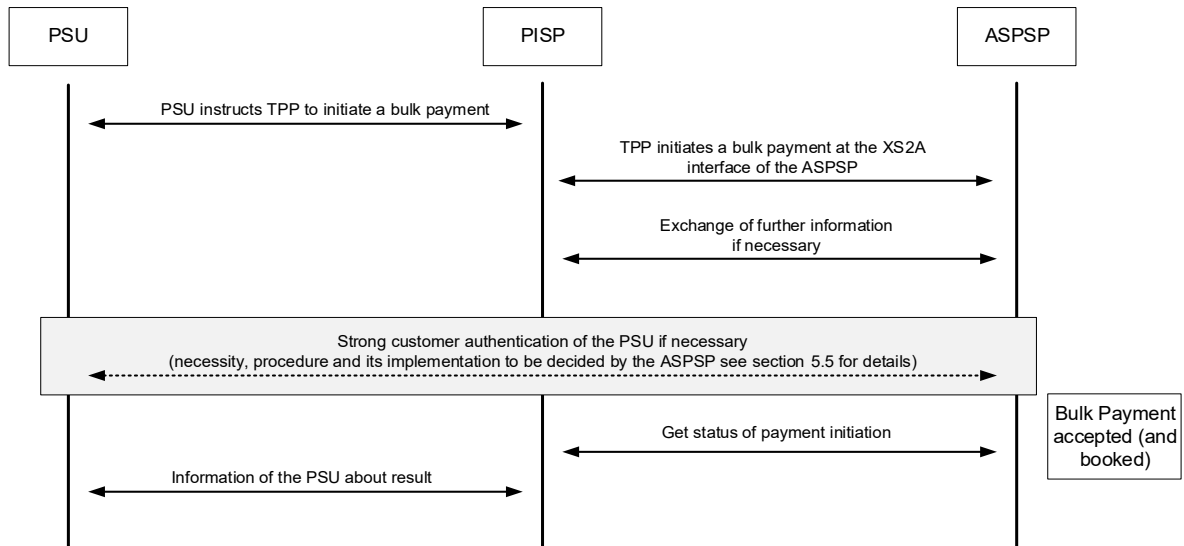 PSU
PISP
ASPSP
PSU instructs TPP to initiate a bulk payment
TPP initiates a bulk payment at the XS2A
interface of the ASPSP
Exchange of further information
if necessary
Strong customer authentication of the PSU if necessary
(necessity, procedure and its implementation to be decided by the ASPSP see section 5.5 for details)
Bulk Payment
accepted (and
booked)
Get status of payment initiation
Information of the PSU about result